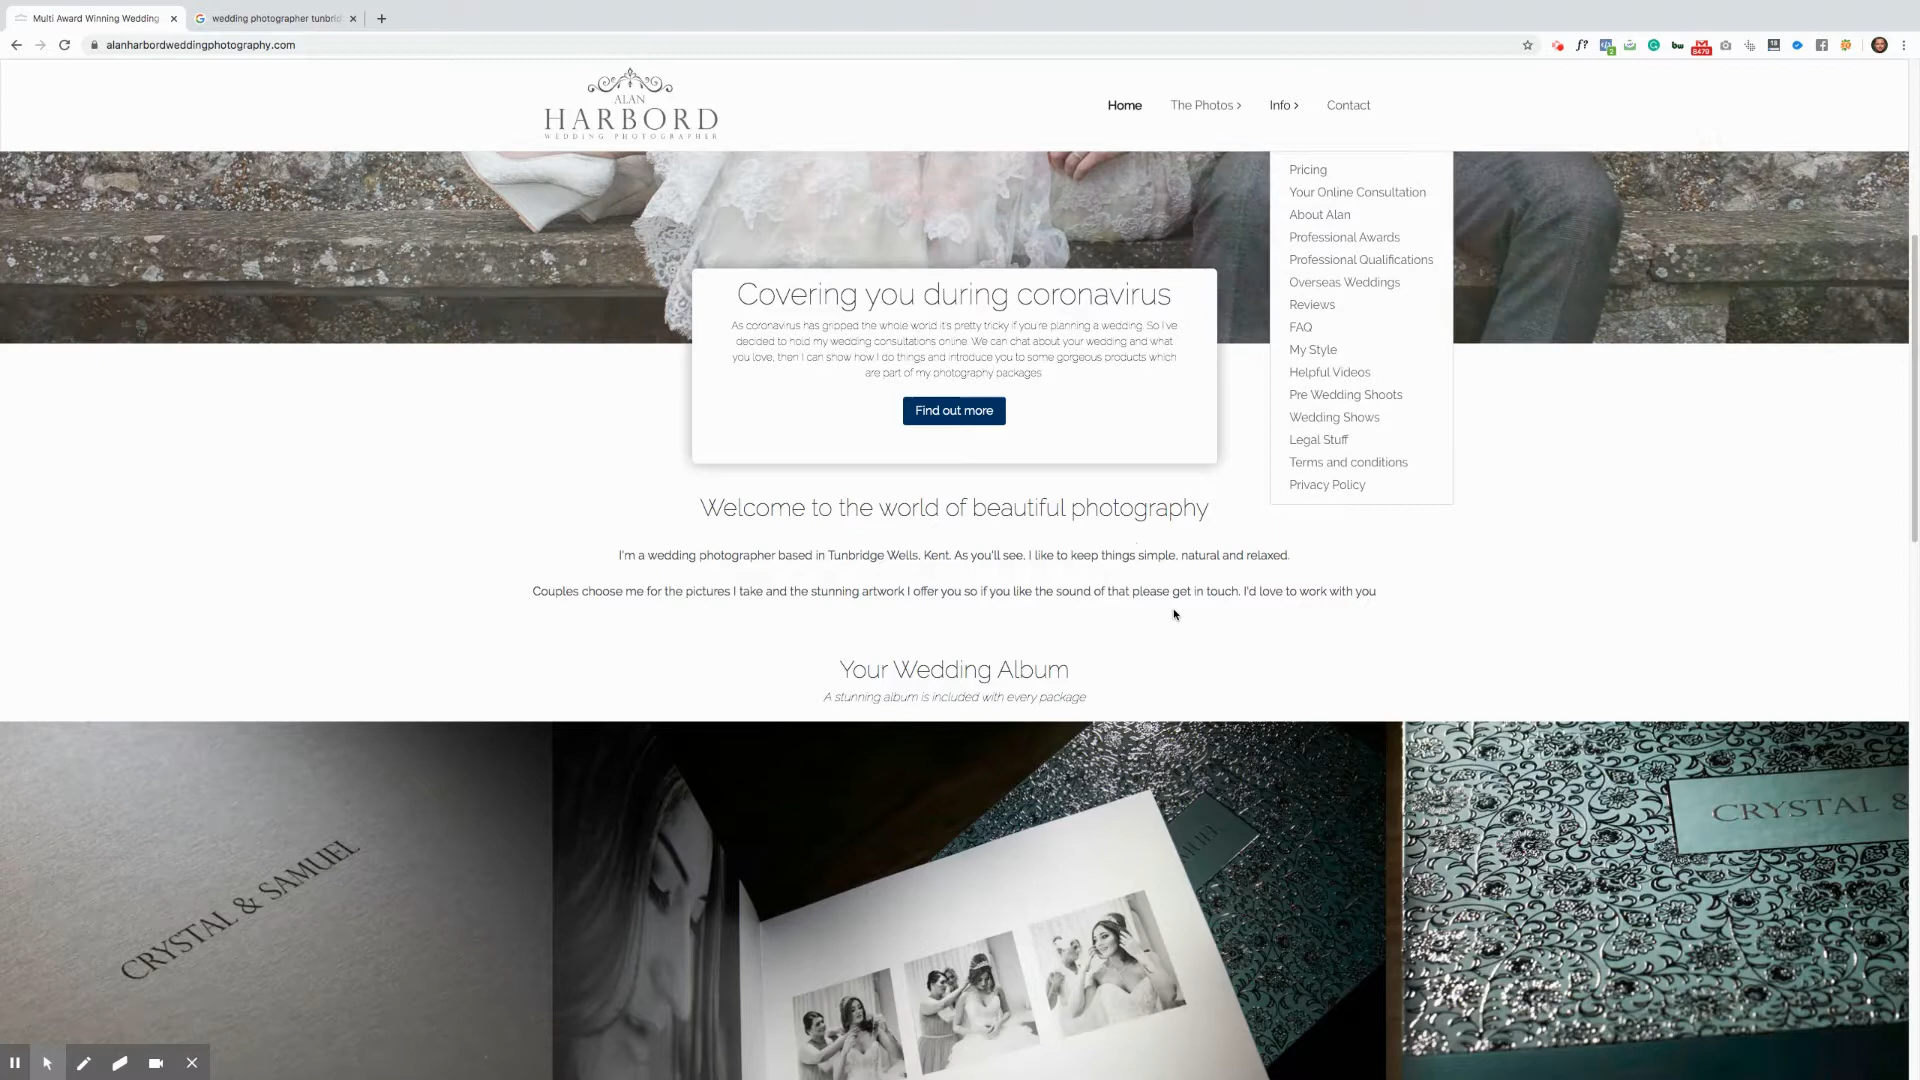 Multi Award Winning Wedding
wedding photographer tunbrid
alanharbordweddingphotography.com
ALAN
HARBORD
WEDDING PHOTOGRAPHER
Home
The Photos
Info
Contact
Pricing
Your Online Consultation
About Alan
Professional Awards
Professional Qualifications
Overseas Weddings
Reviews
FAQ
My Style
Helpful Videos
Pre Wedding Shoots
Wedding Shows
Legal Stuff
Terms and conditions
Privacy Policy
Covering you during coronavirus
As coronavirus has gripped the whole world it's pretty tricky if you're planning a wedding. So I've
decided to hold my wedding consultations online. We can chat about your wedding and what
you love, then I can show how I do things and introduce you to some gorgeous products which
are part of my photography packages
Find out more
Welcome to the world of beautiful photography
I'm a wedding photographer based in Tunbridge Wells, Kent. As you'll see, I like to keep things simple, natural and relaxed.
Couples choose me for the pictures I take and the stunning artwork I offer you so if you like the sound of that please get in touch. I'd love to work with you
Your Wedding Album
A stunning album is included with every package
CRYSTAL & SAMUEL
MUEL
CRYSTAL &